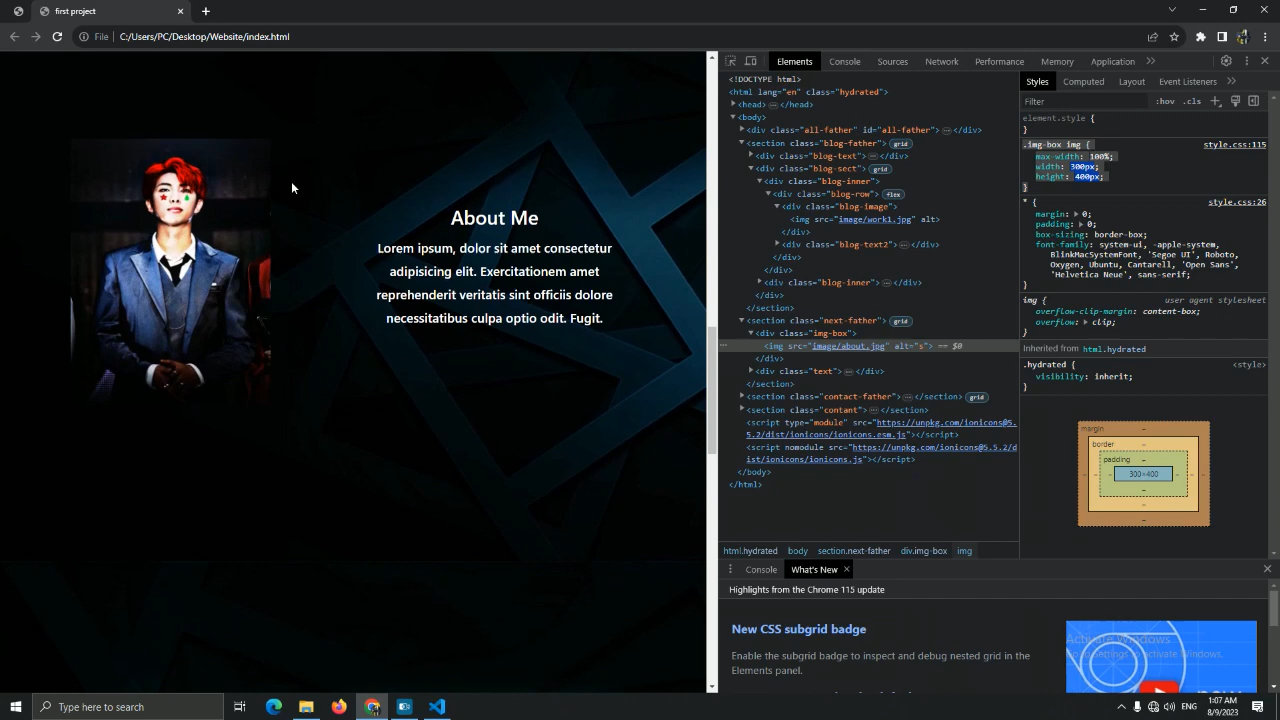 first project
File
C:/Users/PC/Desktop/Website/index.html
About Me
Lorem ipsum, dolor sit amet consectetur
adipisicing elit. Exercitationem amet
reprehenderit veritatis sint officiis dolore
necessitatibus culpa optio odit. Fugit.
Elements Console Sources Network Performance Memory Application
<!DOCTYPE html>
<html lang="en" class="hydrated">
<head> ⋯ </head>
<body>
<div class="all-father" id="all-father"> ⋯ </div>
<section class="blog-father"> grid
<div class="blog-text"> ⋯ </div>
<div class="blog-sect"> grid
<div class="blog-inner">
<div class="blog-row"> flex
<div class="blog-image">
<img src="image/work1.jpg" alt>
</div>
<div class="blog-text2"> ⋯ </div>
</div>
</div>
<div class="blog-inner"> ⋯ </div>
</div>
</section>
<section class="next-father"> grid
<div class="img-box">
<img src="image/about.jpg" alt="s"> == $0
</div>
<div class="text"> ⋯ </div>
</section>
<section class="contact-father"> ⋯ </section> grid
<section class="contant"> ⋯ </section>
<script type="module" src="https://unpkg.com/ionicons@5.
5.2/dist/ionicons/ionicons.esm.js"></script>
<script nomodule src="https://unpkg.com/ionicons@5.5.2/d
ist/ionicons/ionicons.js"></script>
</body>
</html>
html.hydrated body section.next-father div.img-box img
Styles Computed Layout Event Listeners
Filter :hov .cls
element.style {
}
.img-box img { style.css:115
max-width: 100%;
width: 300px;
height: 400px;
}
* { style.css:28
margin: 0;
padding: 0;
box-sizing: border-box;
font-family: system-ui, -apple-system,
BlinkMacSystemFont, 'Segoe UI', Roboto,
Oxygen, Ubuntu, Cantarell, 'Open Sans',
'Helvetica Neue', sans-serif;
}
img { user agent stylesheet
overflow-clip-margin: content-box;
overflow: clip;
}
Inherited from html.hydrated
.hydrated { <style>
visibility: inherit;
}
margin –
border –
padding –
300×400
Console What's New
Highlights from the Chrome 115 update
New CSS subgrid badge
Enable the subgrid badge to inspect and debug nested grid in the
Elements panel.
Activate Windows
Go to Settings to activate Windows.
Type here to search
ENG
1:07 AM
8/9/2023